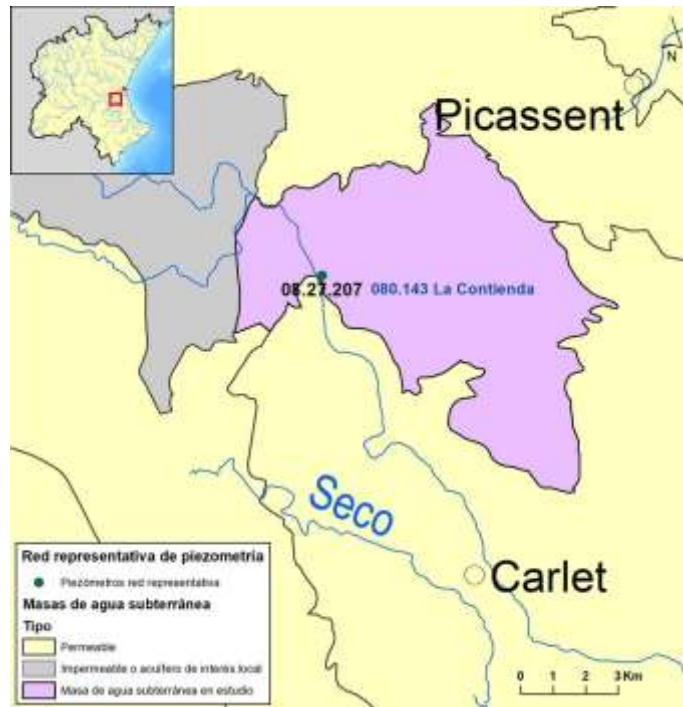 N
Picassent
08.27.207 080.143 La Contienda
Seco
Carlet
Red representativa de piezometría
Piezómetros red representativa
Masas de agua subterránea
Tipo
Permeable
Impermeable o acuífero de interés local
Masa de agua subterránea en estudio
0 1 2 3 Km